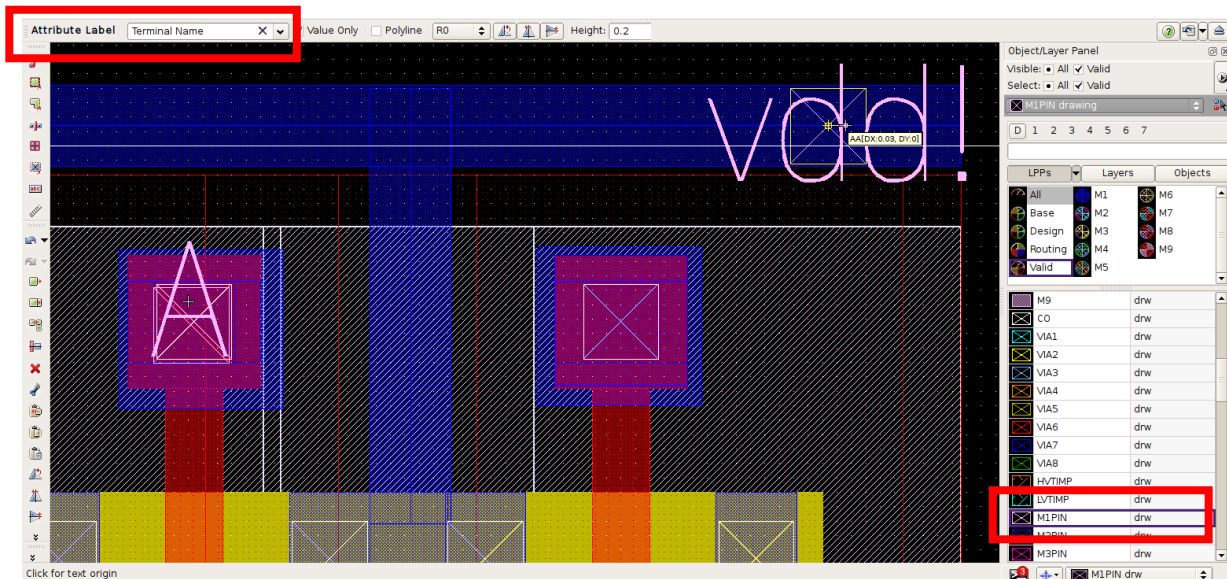 Attribute Label Terminal Name Value Only Polyline R0 Height: 0.2
Object/Layer Panel
Visible: All Valid
Select: All Valid
M1PIN drawing
D 1 2 3 4 5 6 7
LPPs Layers Objects
All M1 M6
Base M2 M7
Design M3 M8
Routing M4 M9
Valid M5
M9 drw
CO drw
VIA1 drw
VIA2 drw
VIA3 drw
VIA4 drw
VIA5 drw
VIA6 drw
VIA7 drw
VIA8 drw
HVTIMP drw
LVTIMP drw
M1PIN drw
M2PIN drw
M3PIN drw
vdd!
AA[DX:0.03, DY:0]
A
abc
Click for text origin
3 M1PIN drw